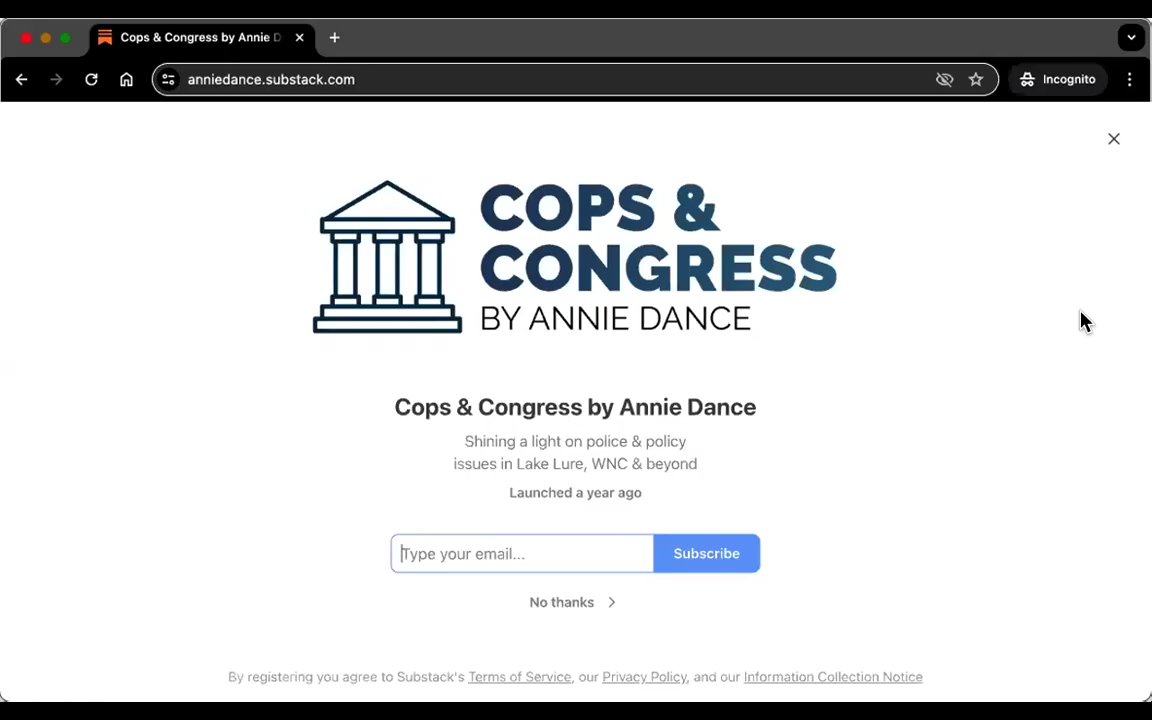 Cops & Congress by Annie D
anniedance.substack.com
Incognito
COPS &
CONGRESS
BY ANNIE DANCE
Cops & Congress by Annie Dance
Shining a light on police & policy
issues in Lake Lure, WNC & beyond
Launched a year ago
Type your email...
Subscribe
No thanks
By registering you agree to Substack's Terms of Service, our Privacy Policy, and our Information Collection Notice